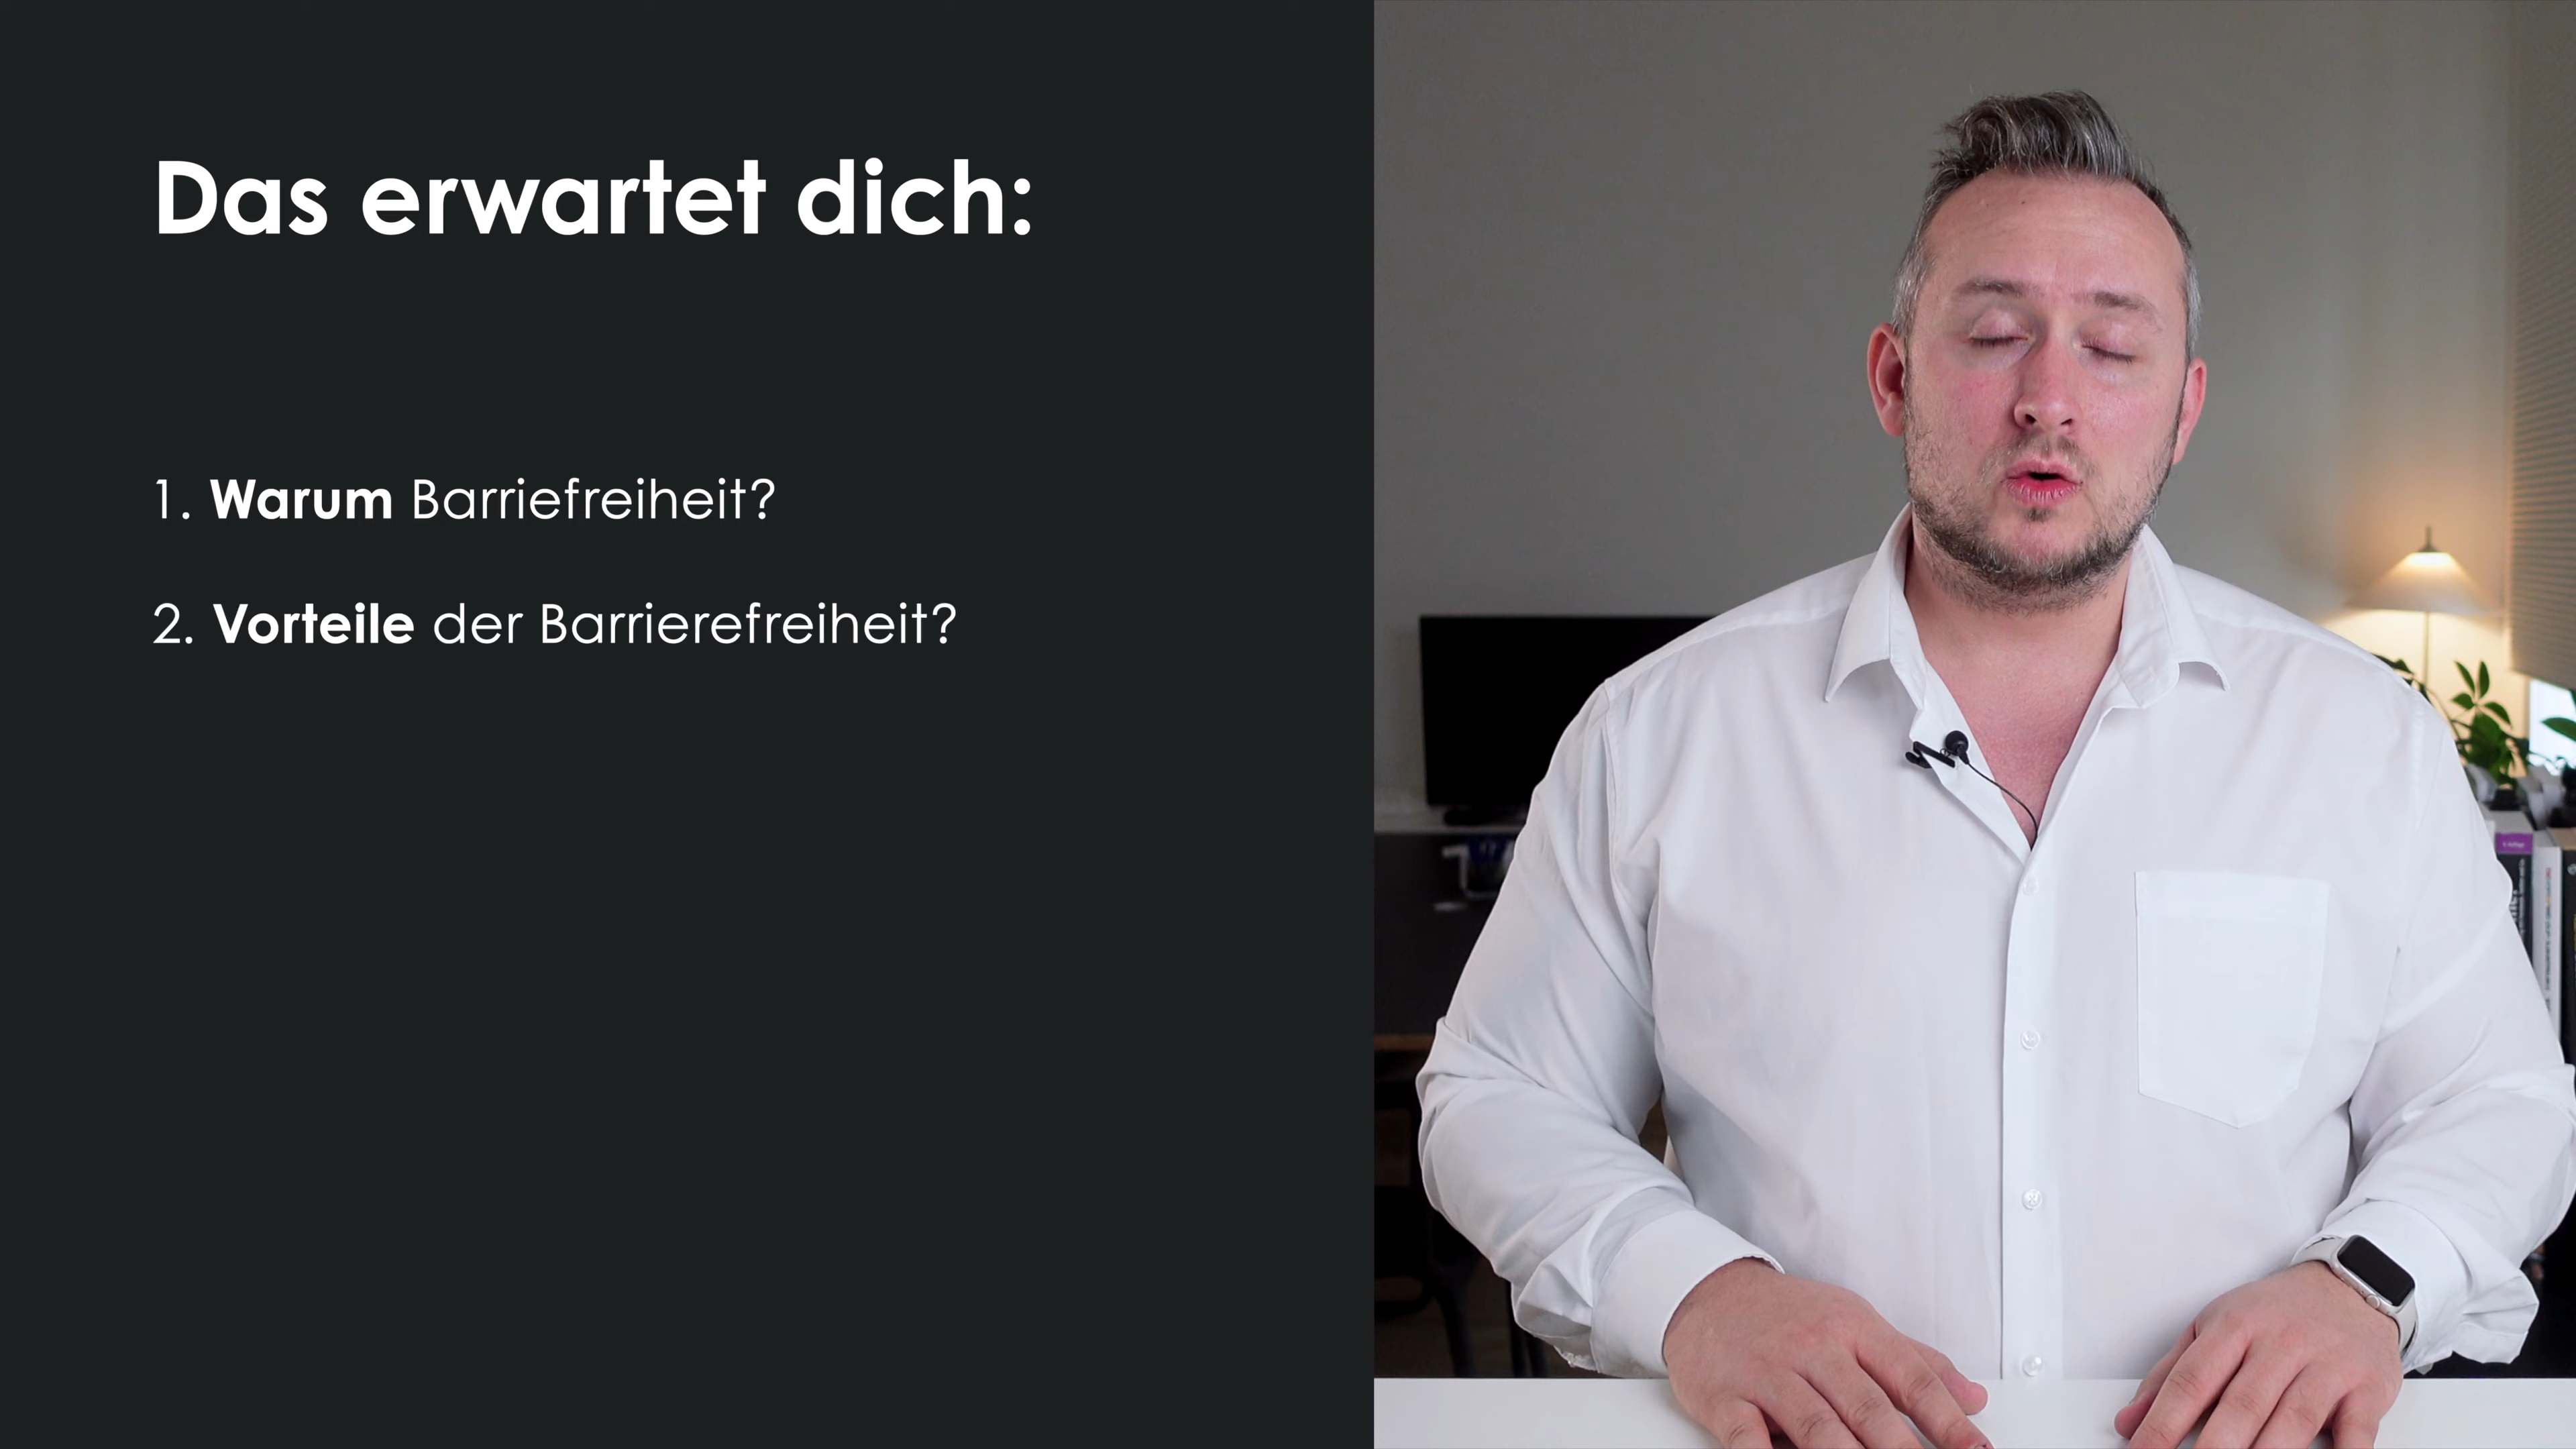 Das erwartet dich:
1. Warum Barriefreiheit?
2. Vorteile der Barrierefreiheit?